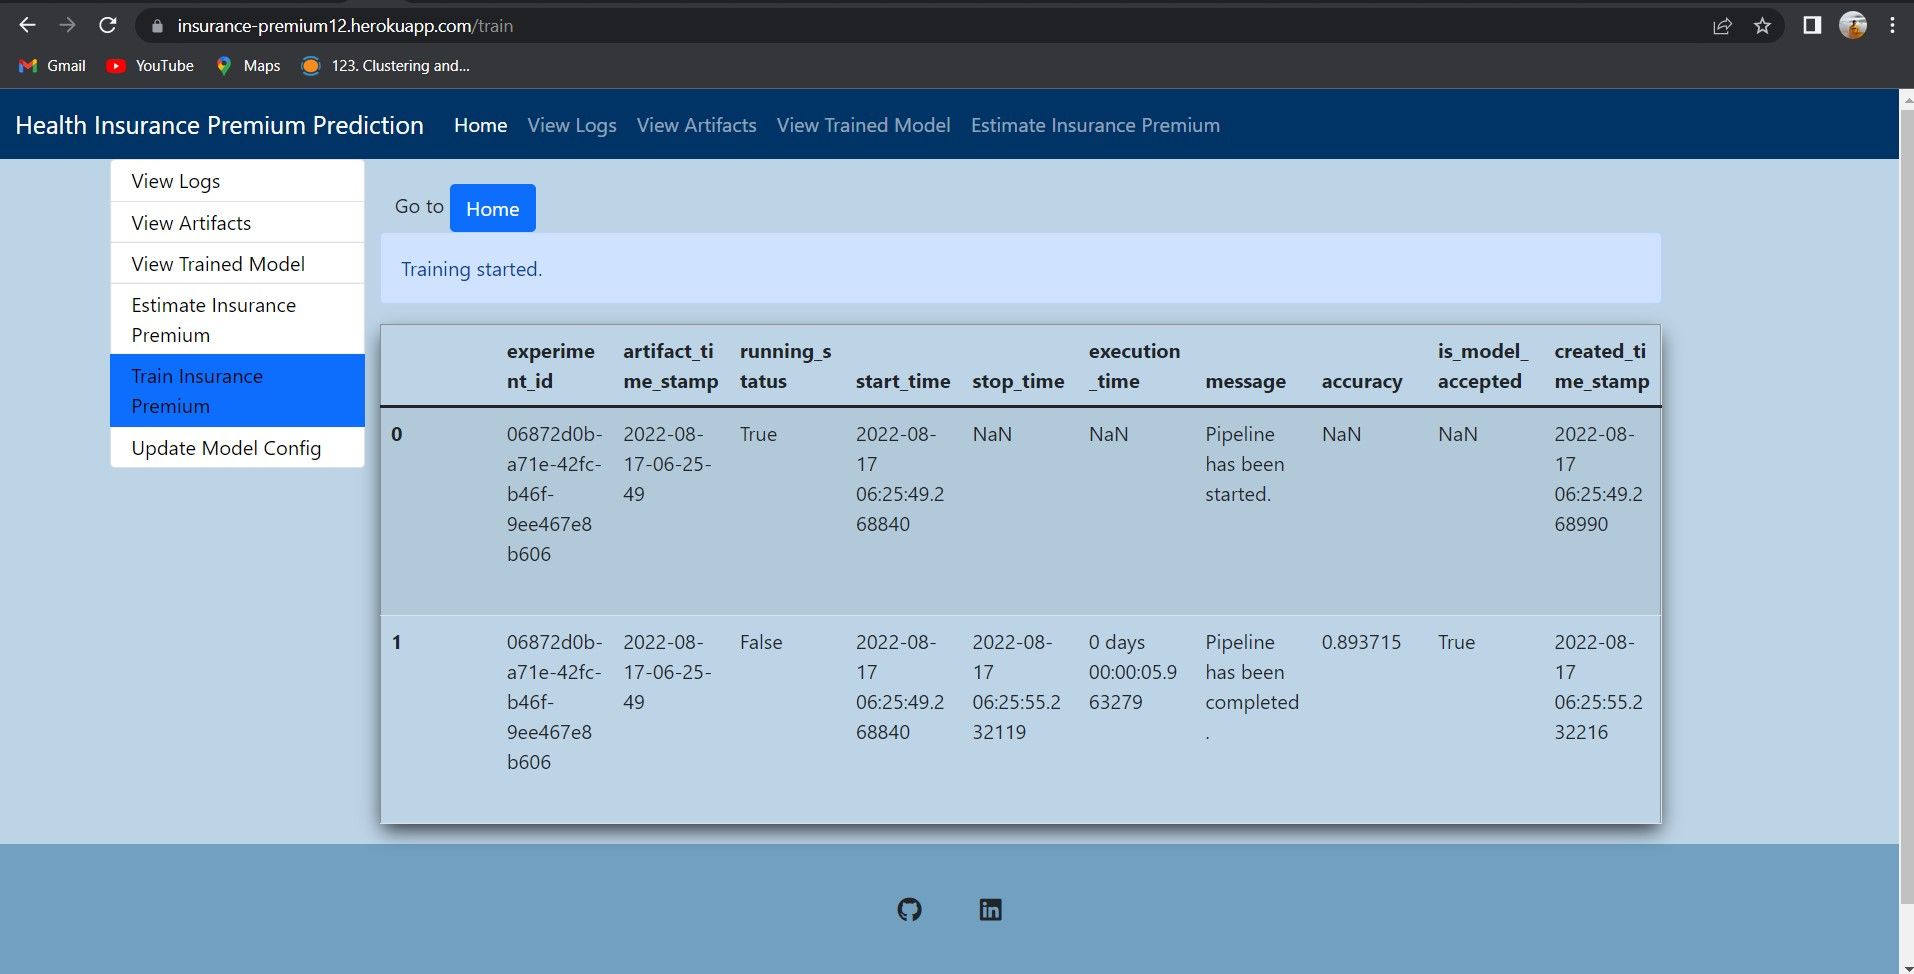 insurance-premium12.herokuapp.com/train
Gmail YouTube Maps 123. Clustering and...
Health Insurance Premium Prediction Home View Logs View Artifacts View Trained Model Estimate Insurance Premium
View Logs
View Artifacts
View Trained Model
Estimate Insurance
Premium
Train Insurance
Premium
Update Model Config
Go to Home
Training started.
experime artifact_ti running_s execution is_model_ created_ti
nt_id me_stamp tatus start_time stop_time _time message accuracy accepted me_stamp
0 06872d0b- 2022-08- True 2022-08- NaN NaN Pipeline NaN NaN 2022-08-
a71e-42fc- 17-06-25- 17 has been 17
b46f- 49 06:25:49.2 started. 06:25:49.2
9ee467e8 68840 68990
b606
1 06872d0b- 2022-08- False 2022-08- 2022-08- 0 days Pipeline 0.893715 True 2022-08-
a71e-42fc- 17-06-25- 17 17 00:00:05.9 has been 17
b46f- 49 06:25:49.2 06:25:55.2 63279 completed 06:25:55.2
9ee467e8 68840 32119 . 32216
b606
in